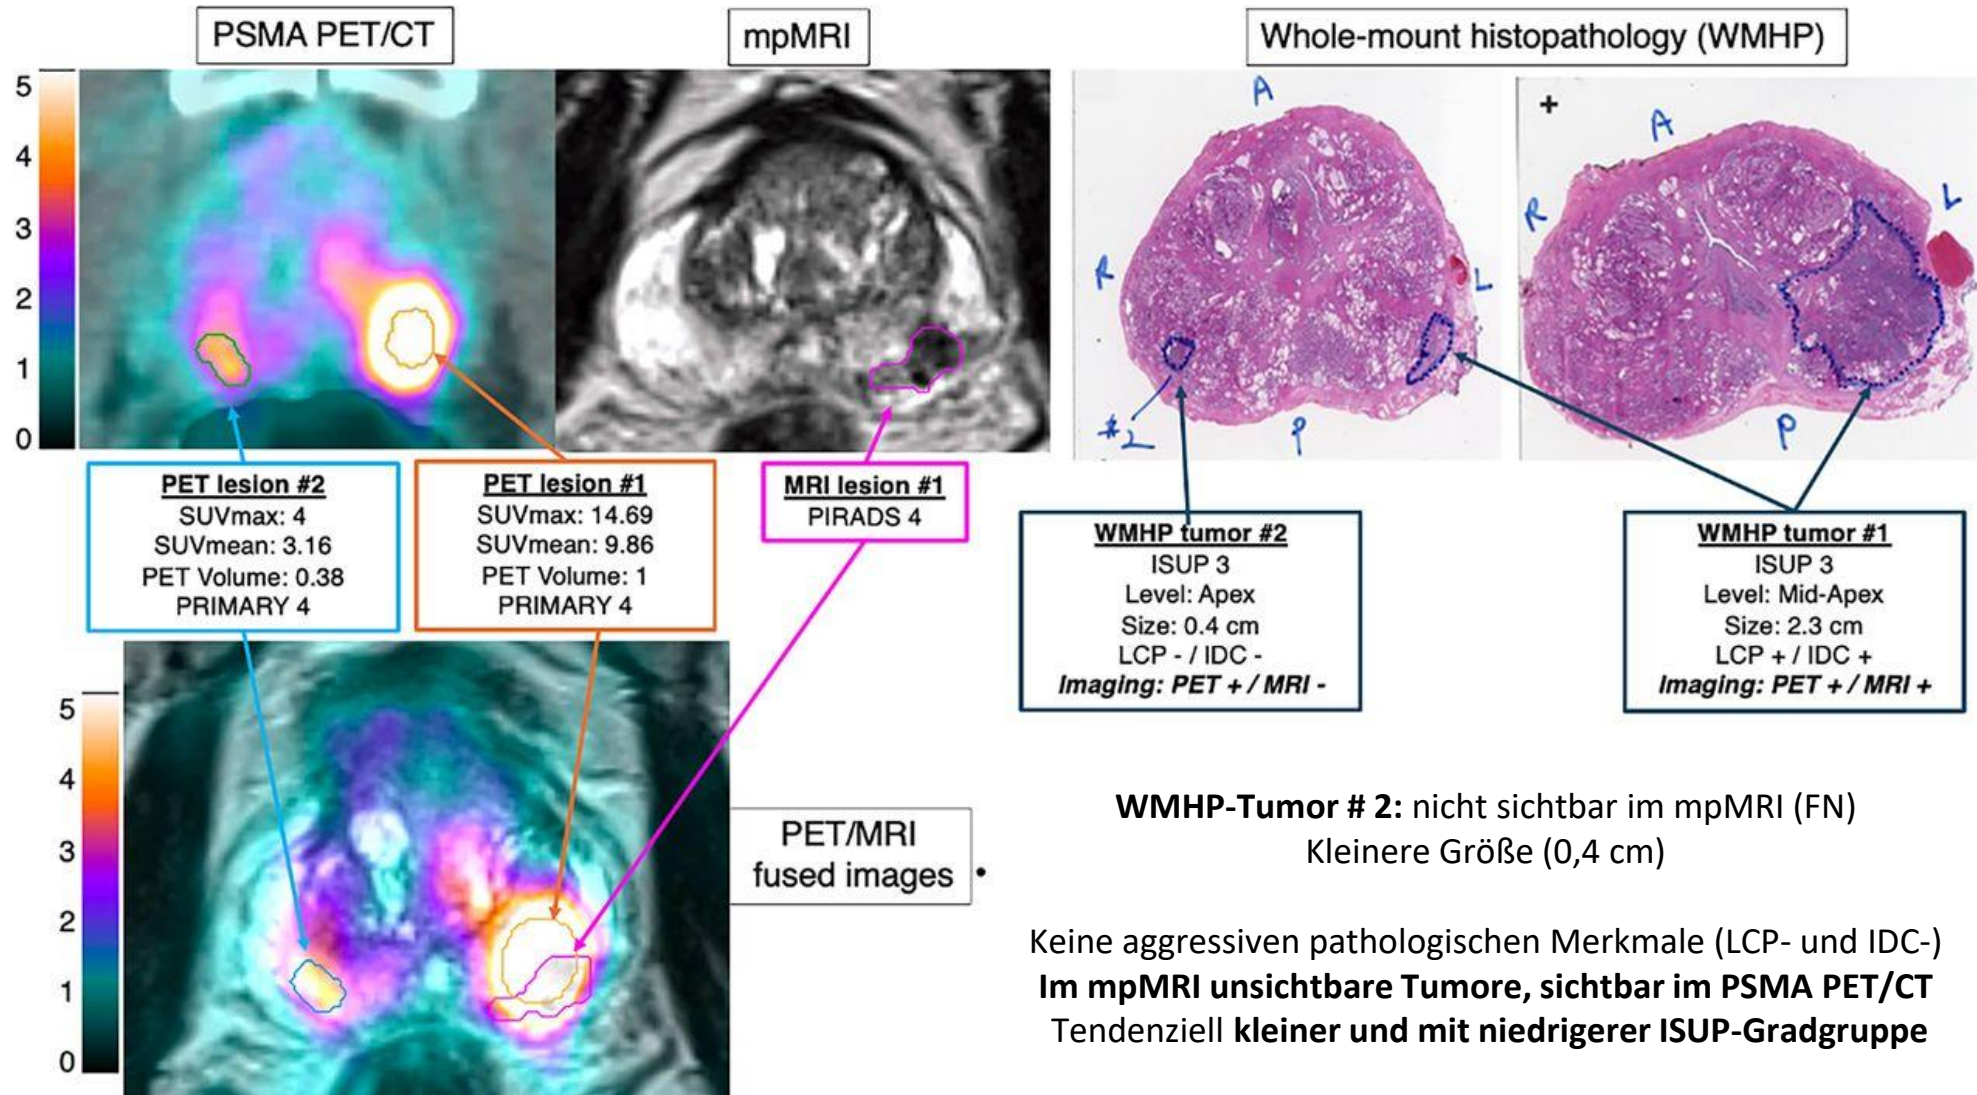 PSMA PET/CT
mpMRI
Whole-mount histopathology (WMHP)
5
4
3
2
1
0
A
R
L
P
#2
+
A
R
L
P
PET lesion #2
SUVmax: 4
SUVmean: 3.16
PET Volume: 0.38
PRIMARY 4
PET lesion #1
SUVmax: 14.69
SUVmean: 9.86
PET Volume: 1
PRIMARY 4
MRI lesion #1
PIRADS 4
WMHP tumor #2
ISUP 3
Level: Apex
Size: 0.4 cm
LCP - / IDC -
Imaging: PET + / MRI -
WMHP tumor #1
ISUP 3
Level: Mid-Apex
Size: 2.3 cm
LCP + / IDC +
Imaging: PET + / MRI +
5
4
3
2
1
0
PET/MRI
fused images •
WMHP-Tumor # 2: nicht sichtbar im mpMRI (FN)
Kleinere Größe (0,4 cm)
Keine aggressiven pathologischen Merkmale (LCP- und IDC-)
Im mpMRI unsichtbare Tumore, sichtbar im PSMA PET/CT
Tendenziell kleiner und mit niedrigerer ISUP-Gradgruppe